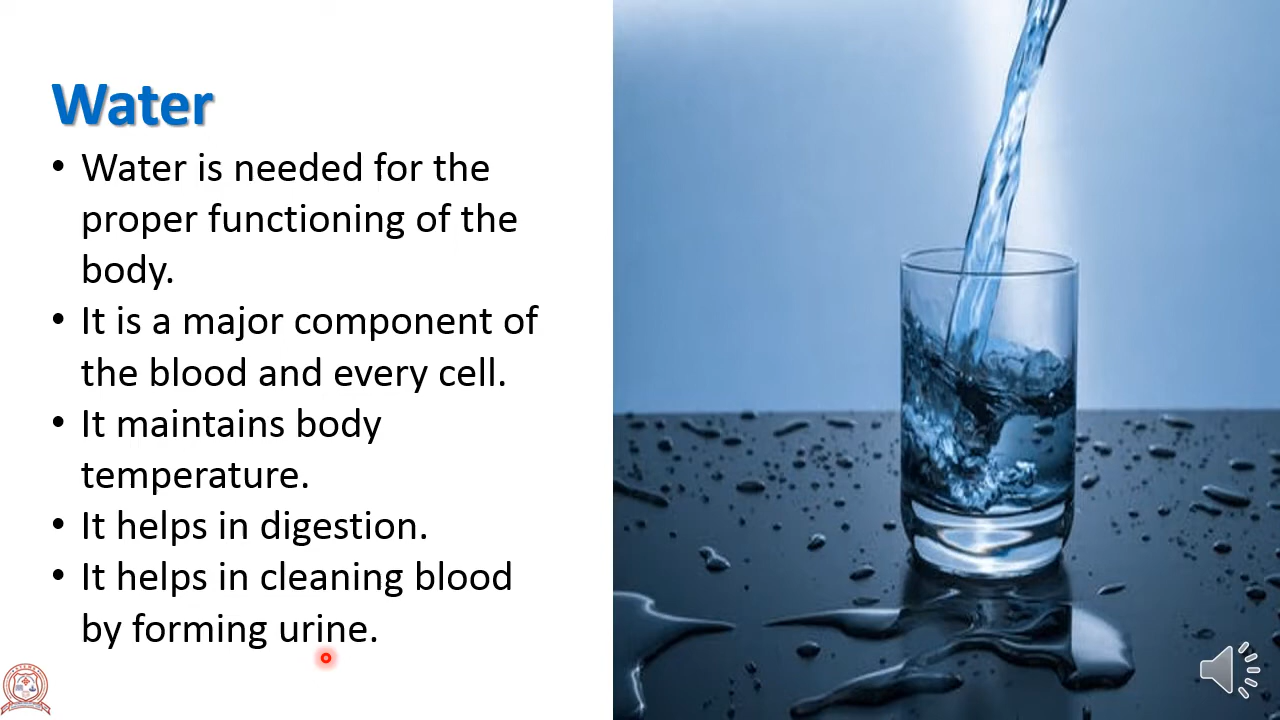 Water
• Water is needed for the
proper functioning of the
body.
• It is a major component of
the blood and every cell.
• It maintains body
temperature.
• It helps in digestion.
• It helps in cleaning blood
by forming urine.